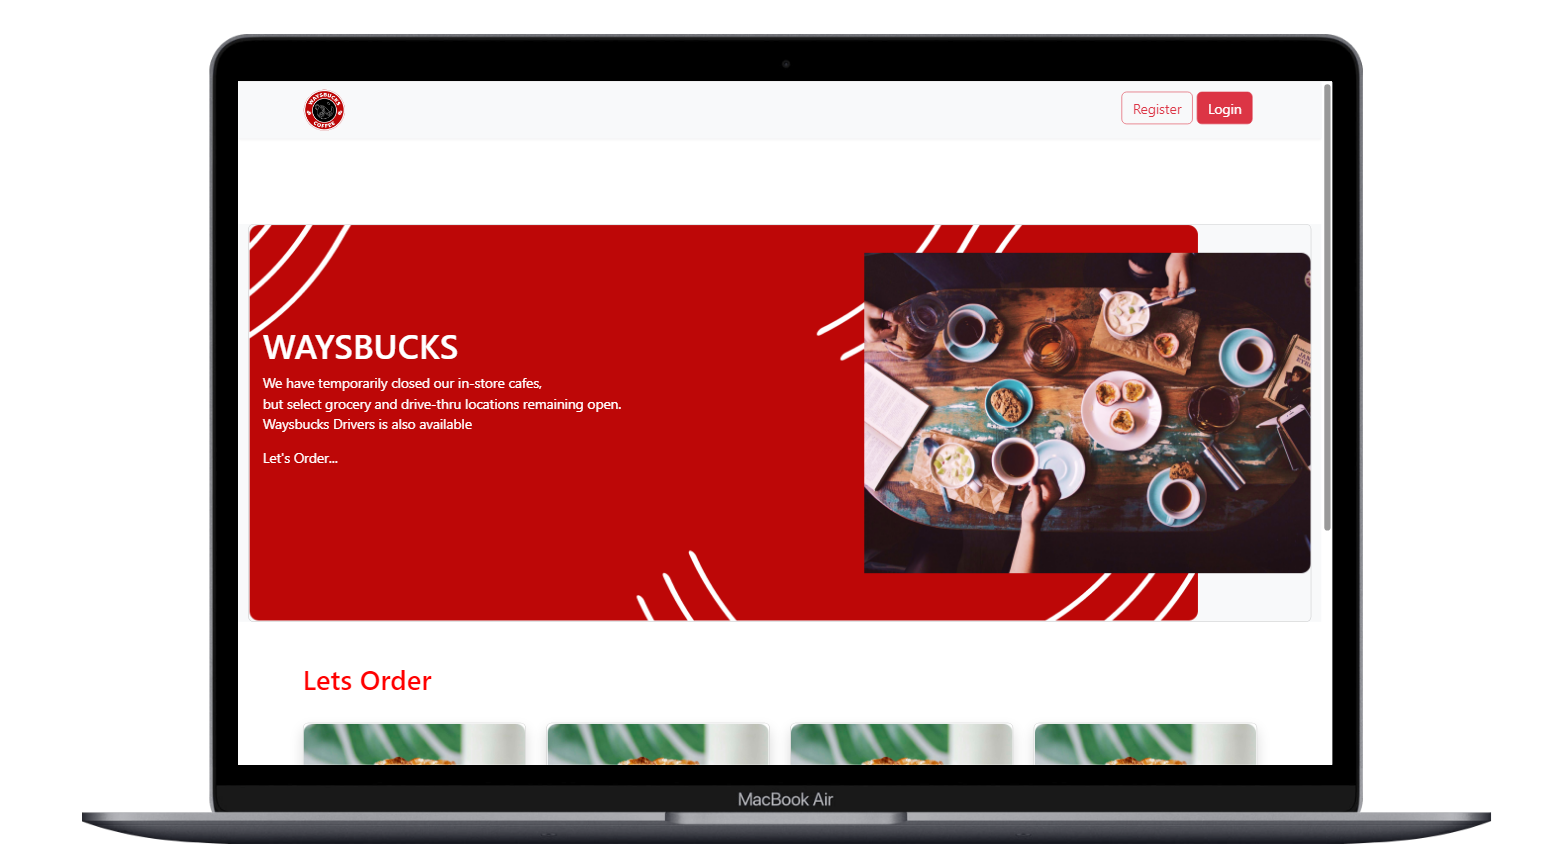 WAYSBUCKS
COFFEE
Register
Login
WAYSBUCKS
We have temporarily closed our in-store cafes,
but select grocery and drive-thru locations remaining open.
Waysbucks Drivers is also available
Let's Order...
Lets Order
MacBook Air